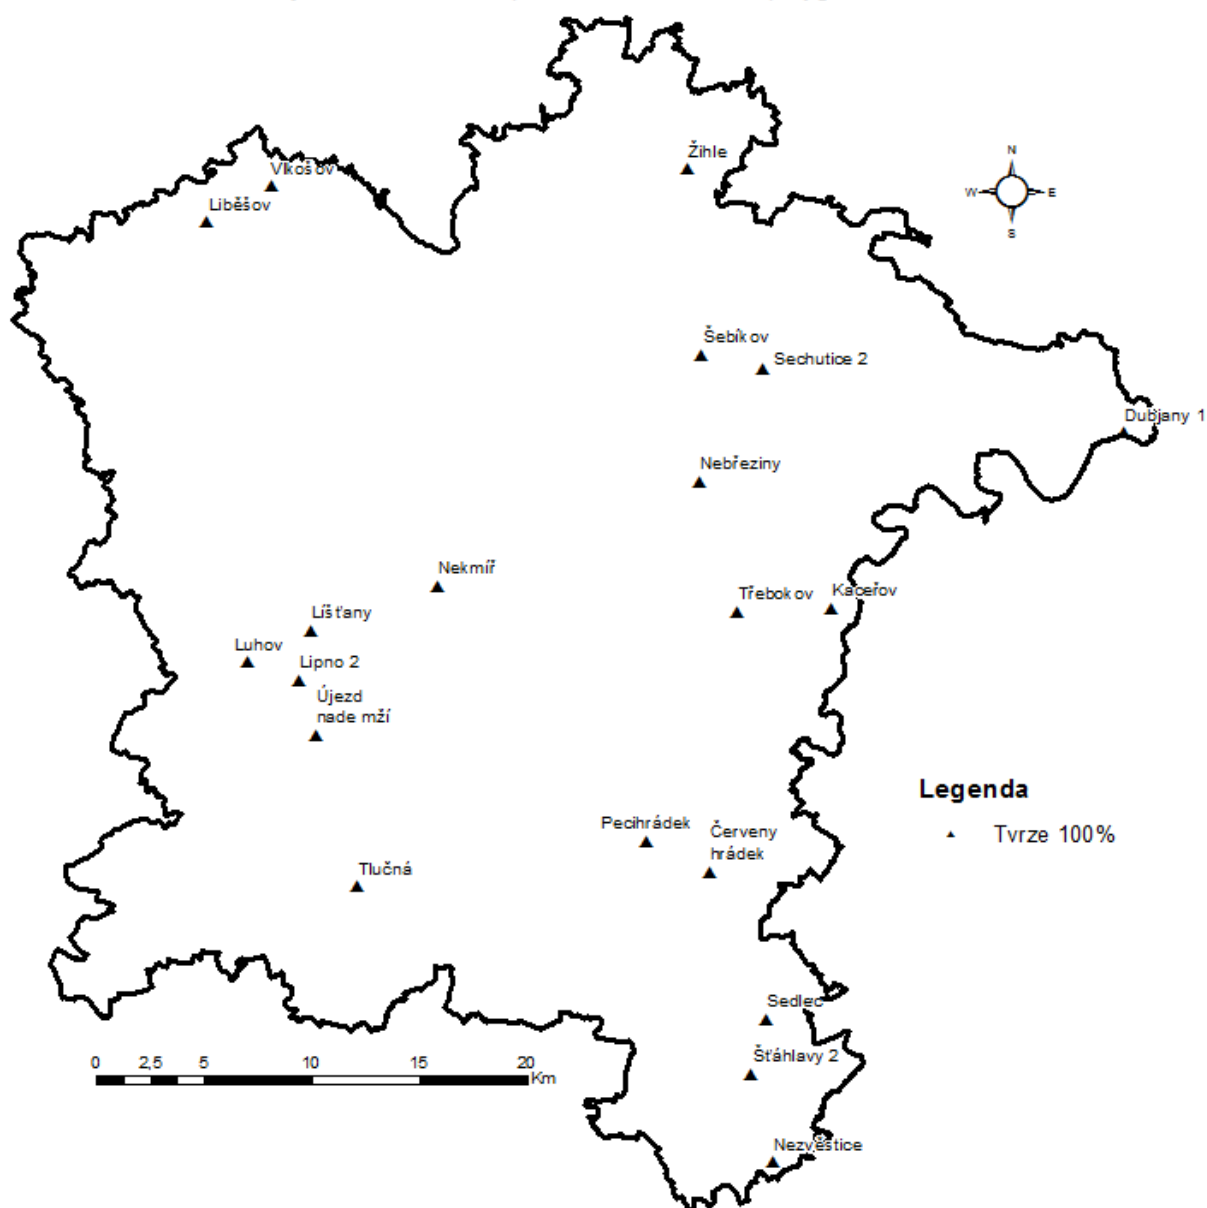 Žihle
N
Vlkošov
W
E
Liběšov
S
Šebíkov
Sechutice 2
Dubjany 1
Nebřeziny
Nekmíř
Třebokov
Kaceřov
Líšťany
Luhov
Lipno 2
Újezd
nade mží
Legenda
Tvrze 100%
Pecihrádek
Červeny
hrádek
Tlučná
Sedlec
Šťáhlavy 2
0 2,5 5 10 15 20
Km
Nezvěstice